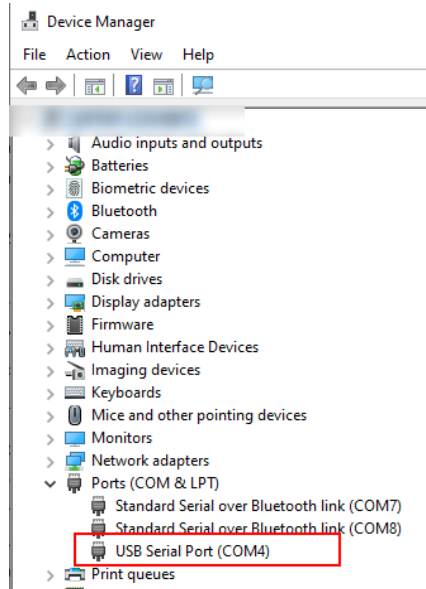 Device Manager
File Action View Help
Audio inputs and outputs
Batteries
Biometric devices
Bluetooth
Cameras
Computer
Disk drives
Display adapters
Firmware
Human Interface Devices
Imaging devices
Keyboards
Mice and other pointing devices
Monitors
Network adapters
Ports (COM & LPT)
Standard Serial over Bluetooth link (COM7)
Standard Serial over Bluetooth link (COM8)
USB Serial Port (COM4)
Print queues